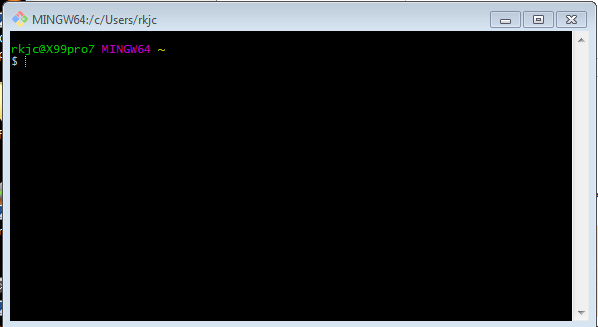 MINGW64:/c/Users/rkjc
rkjc@X99pro7 MINGW64 ~
$